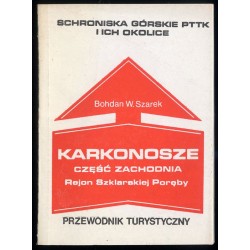 SCHRONISKA GÓRSKIE PTTK
I ICH OKOLICE
Bohdan W. Szarek
KARKONOSZE
CZĘŚĆ ZACHODNIA
Rejon Szklarskiej Poręby
PRZEWODNIK TURYSTYCZNY